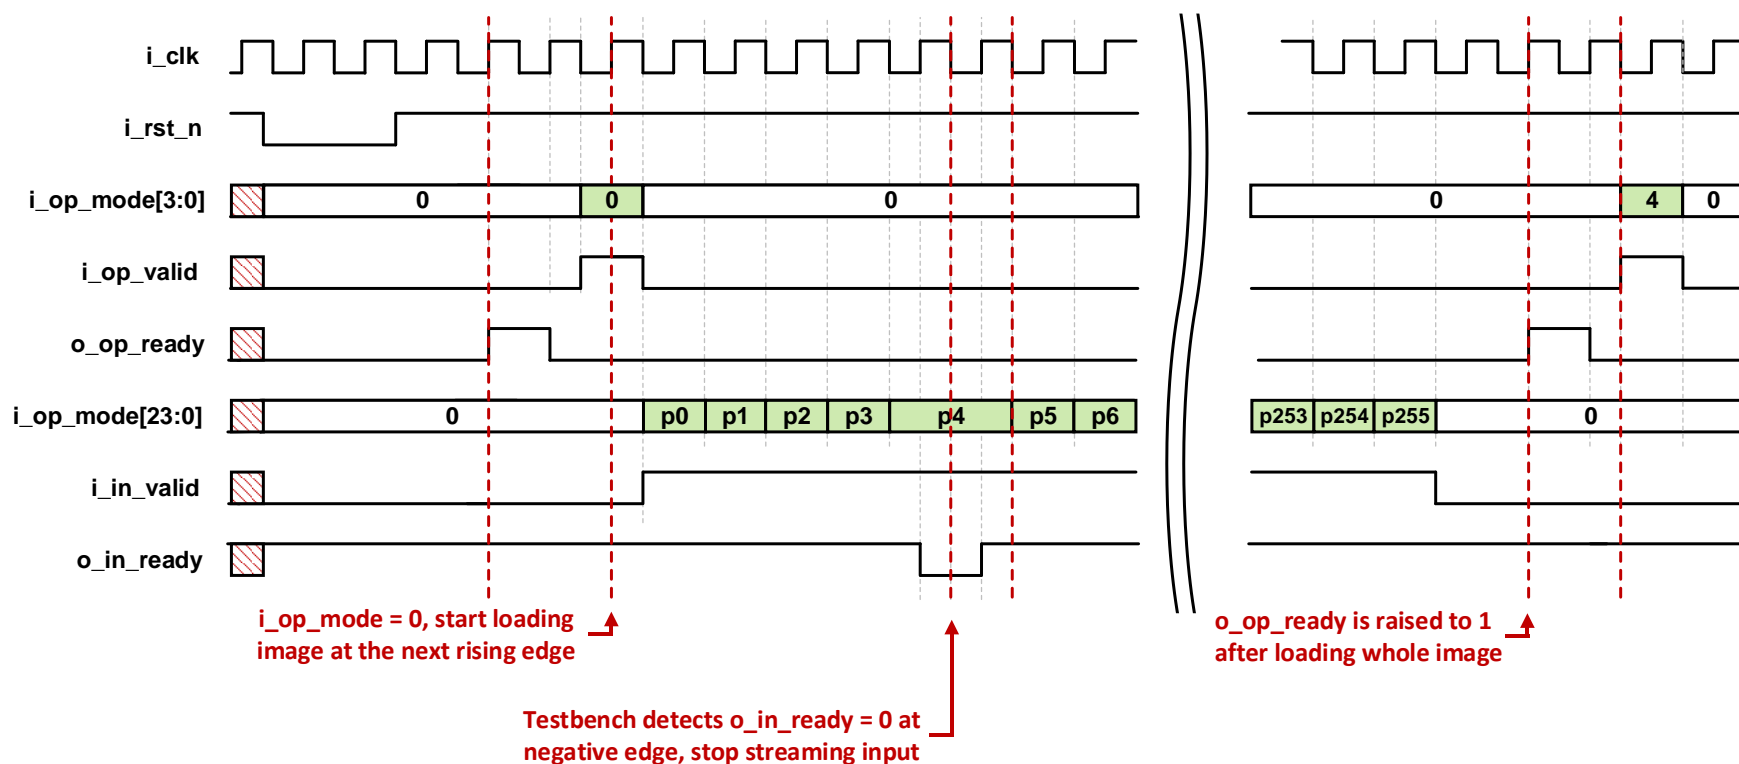 i_clk
i_rst_n
i_op_mode[3:0] 0 0 0 0 4 0
i_op_valid
o_op_ready
i_op_mode[23:0] 0 p0 p1 p2 p3 p4 p5 p6 p253 p254 p255 0
i_in_valid
o_in_ready
i_op_mode = 0, start loading
image at the next rising edge
o_op_ready is raised to 1
after loading whole image
Testbench detects o_in_ready = 0 at
negative edge, stop streaming input